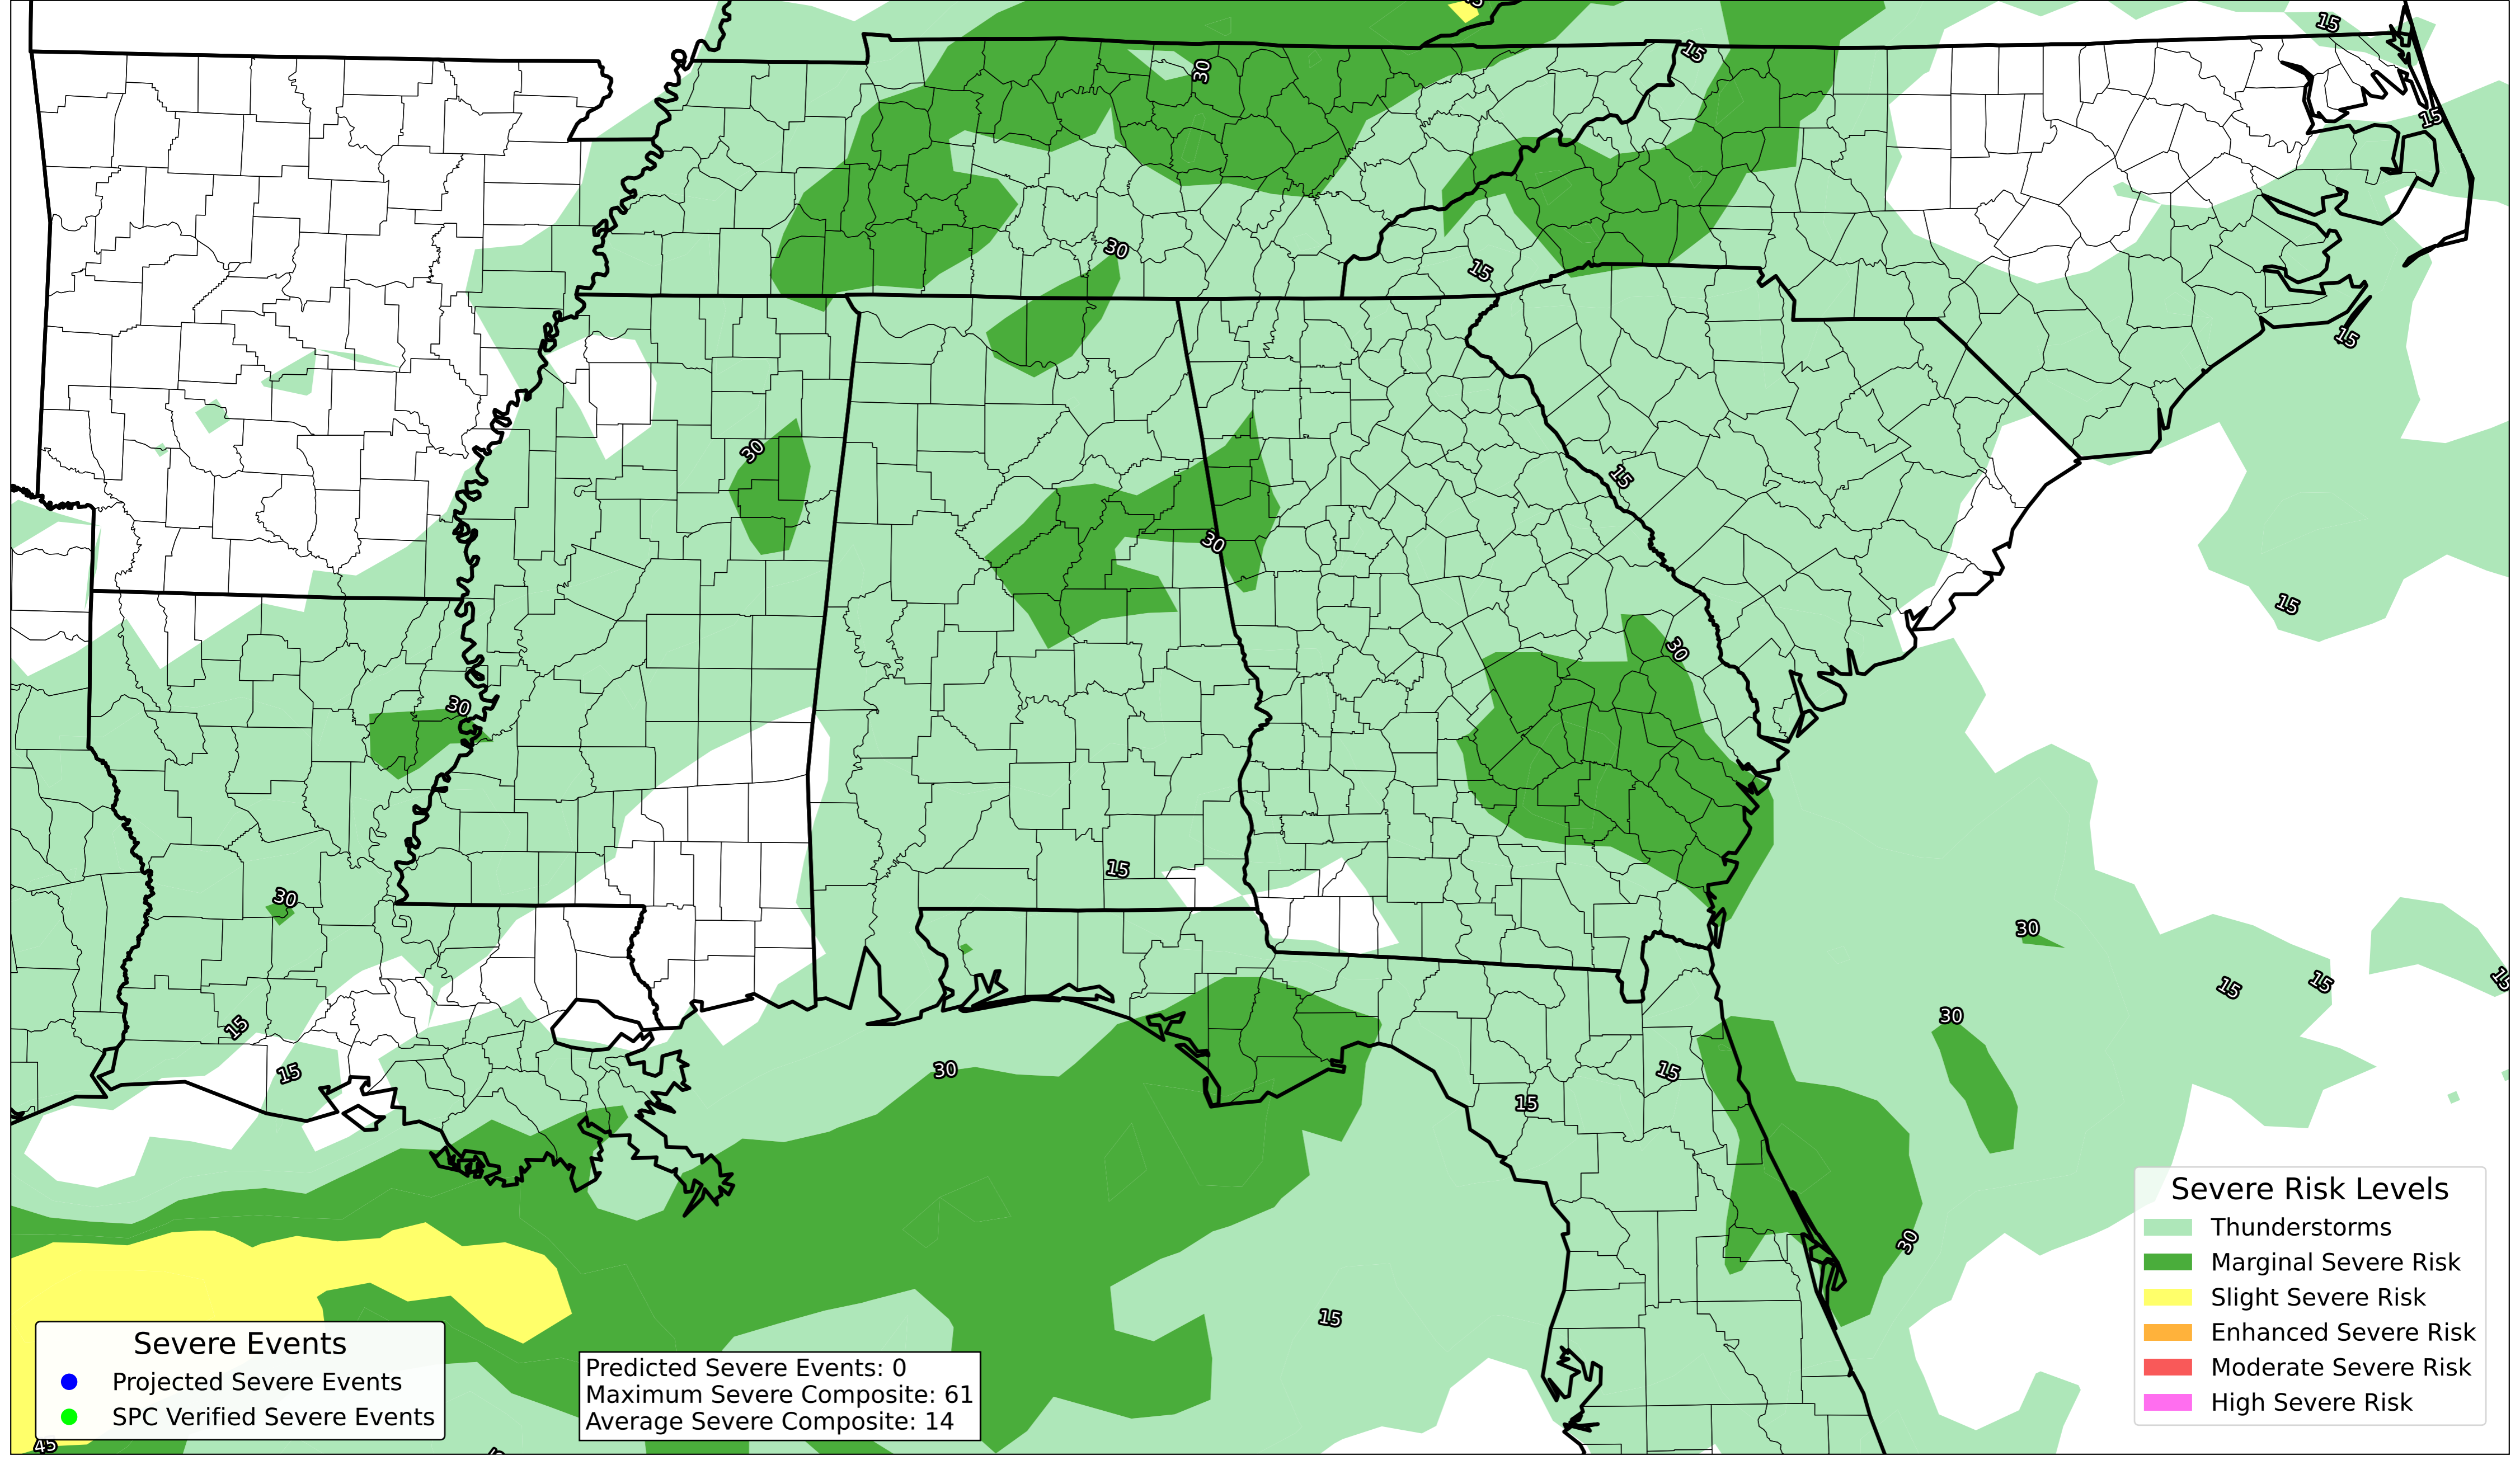 15
15
30
15
30
15
15
30
15
30
15
30
30
15
30
30
15
30
15
15
15
15
30
15
30
15
15
30
15
45
Severe Events
Projected Severe Events
SPC Verified Severe Events
Predicted Severe Events: 0
Maximum Severe Composite: 61
Average Severe Composite: 14
Severe Risk Levels
Thunderstorms
Marginal Severe Risk
Slight Severe Risk
Enhanced Severe Risk
Moderate Severe Risk
High Severe Risk